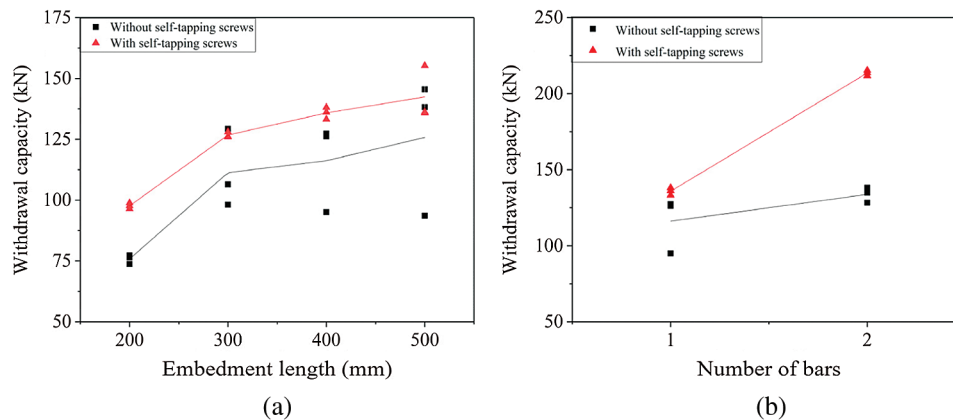 175
150
125
100
75
50
Withdrawal capacity (kN)
Without self-tapping screws
With self-tapping screws
200 300 400 500
Embedment length (mm)
(a)
250
200
150
100
50
Withdrawal capacity (kN)
Without self-tapping screws
With self-tapping screws
1 2
Number of bars
(b)